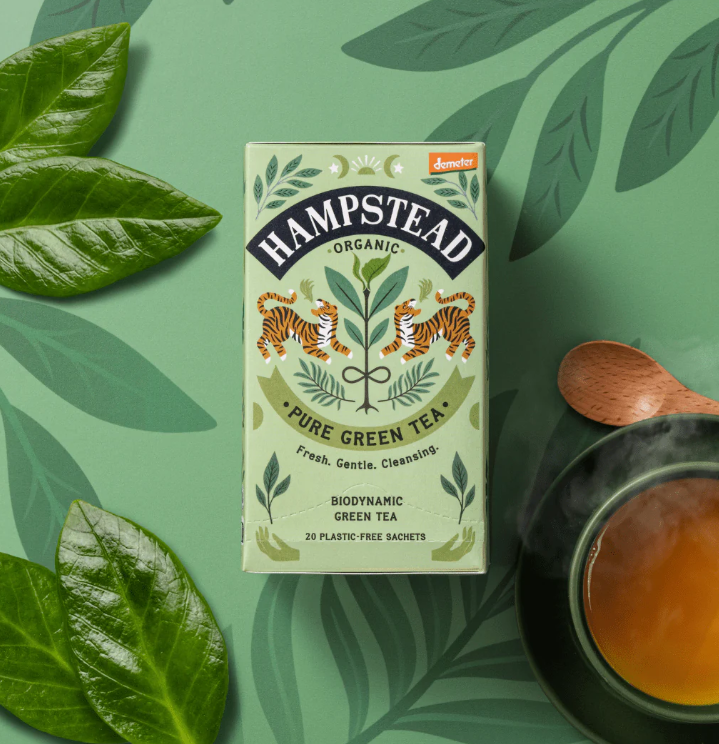 demeter
HAMPSTEAD
ORGANIC
PURE GREEN TEA
Fresh. Gentle. Cleansing.
BIODYNAMIC
GREEN TEA
20 PLASTIC-FREE SACHETS